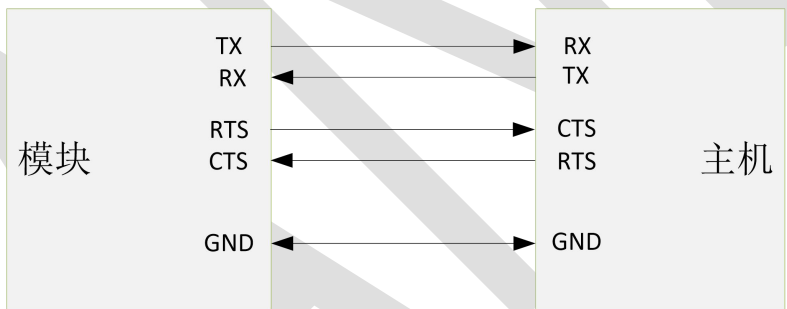 TX RX
RX TX
RTS CTS
模块 CTS RTS 主机
GND GND